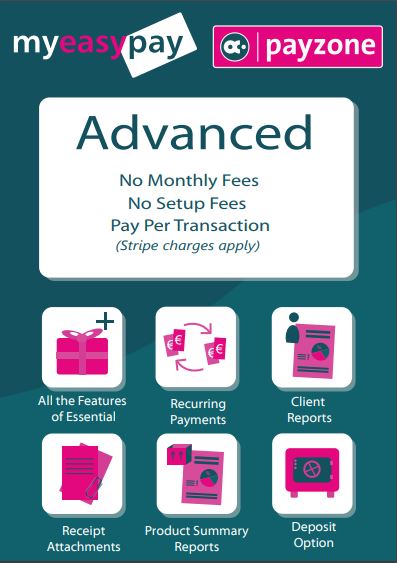 myeasypay
payzone
Advanced
No Monthly Fees
No Setup Fees
Pay Per Transaction
(Stripe charges apply)
All the Features
of Essential
Recurring
Payments
Client
Reports
Receipt
Attachments
Product Summary
Reports
Deposit
Option